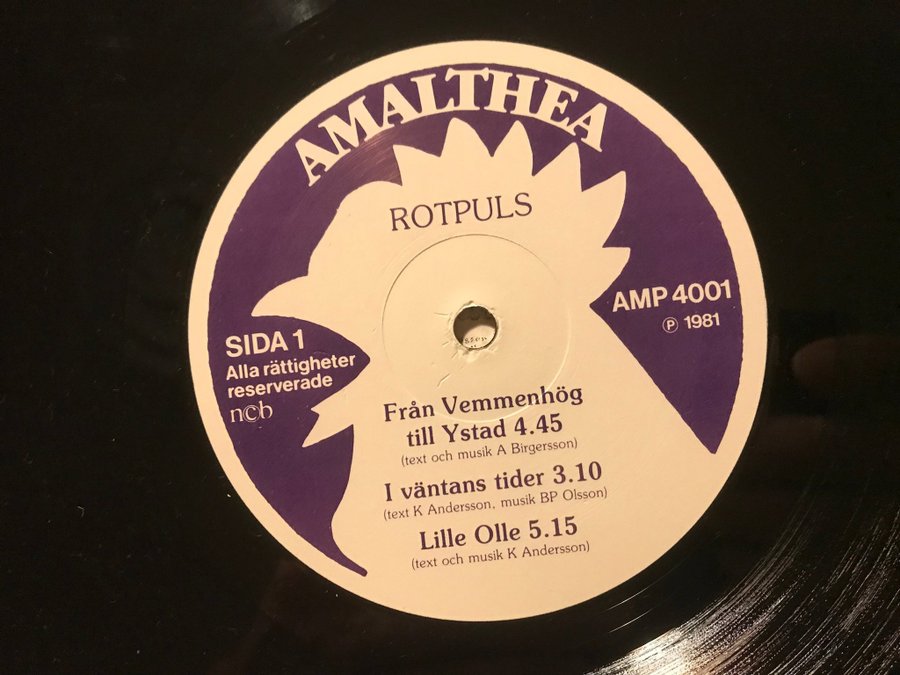 AMALTHEA
ROTPULS
AMP 4001
Ⓟ 1981
SIDA 1
Alla rättigheter
reserverade
n©b
Från Vemmenhög
till Ystad 4.45
(text och musik A Birgersson)
I väntans tider 3.10
(text K Andersson, musik BP Olsson)
Lille Olle 5.15
(text och musik K Andersson)